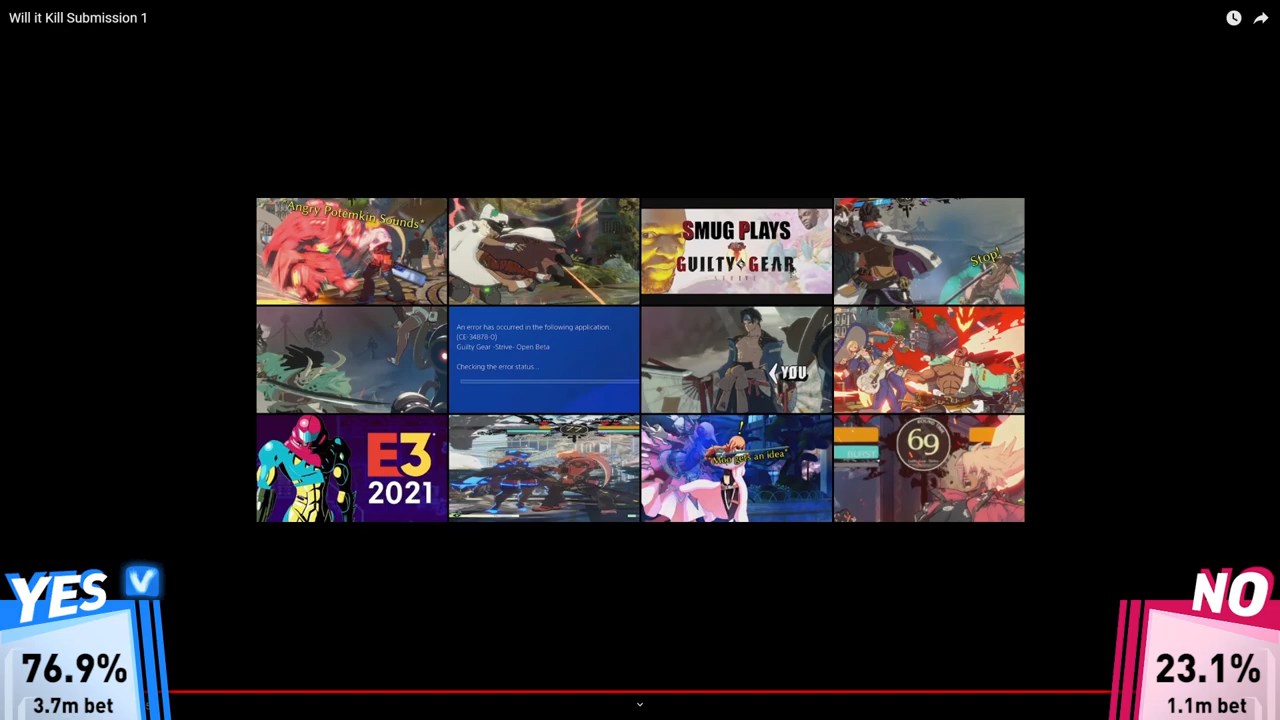 Will it Kill Submission 1
*Angry Potemkin Sounds*
SMUG PLAYS
GUILTY GEAR
Stop!
An error has occurred in the following application.
(CE-34878-0)
Guilty Gear -Strive- Open Beta
Checking the error status...
YOU
E3
2021
"Moo gets an idea"
69
BURST
YES V
76.9%
3.7m bet
NO
23.1%
1.1m bet